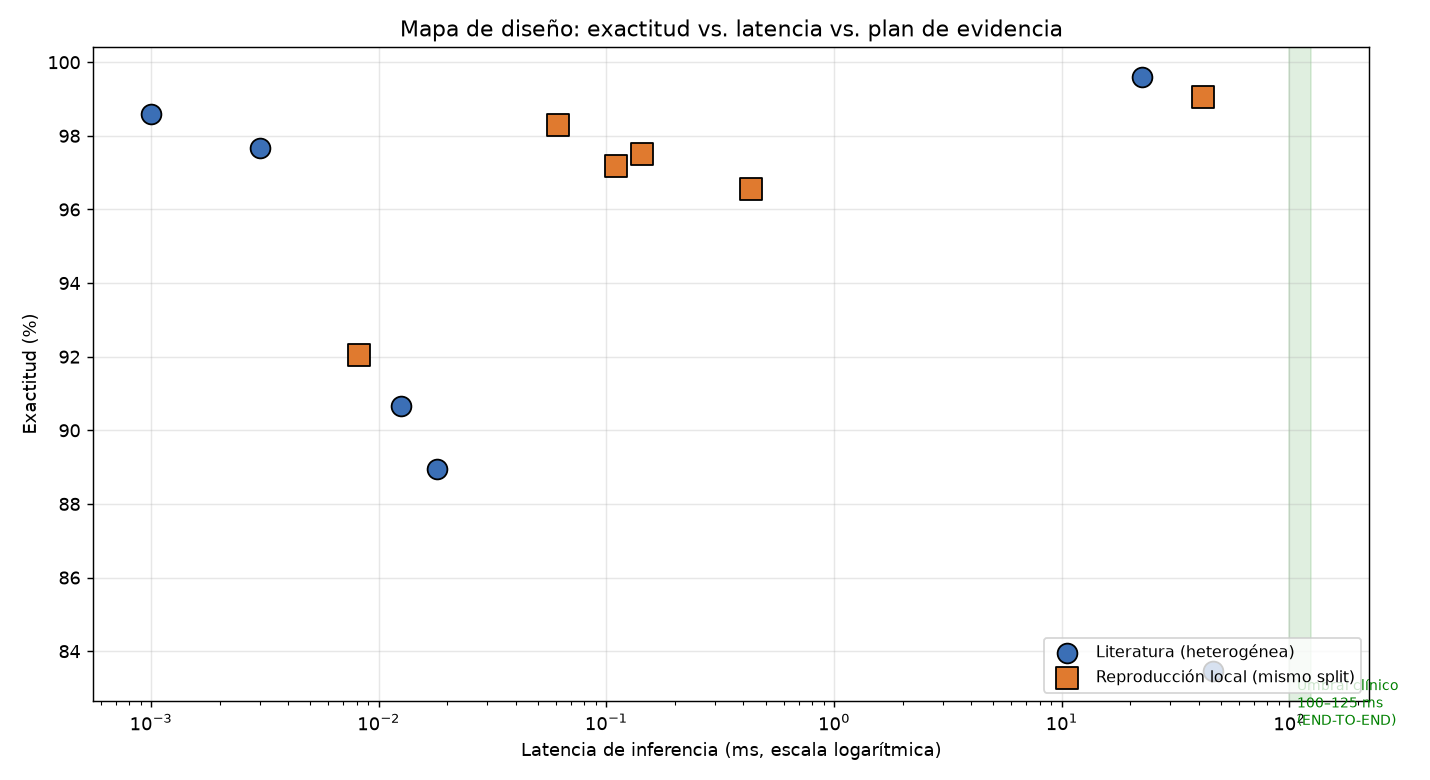 Mapa de diseño: exactitud vs. latencia vs. plan de evidencia
Exactitud (%)
100
98
96
94
92
90
88
86
84
Literatura (heterogénea)
Reproducción local (mismo split)
Umbral clínico
100–125 ms
(END-TO-END)
10⁻³
10⁻²
10⁻¹
10⁰
10¹
10²
Latencia de inferencia (ms, escala logarítmica)